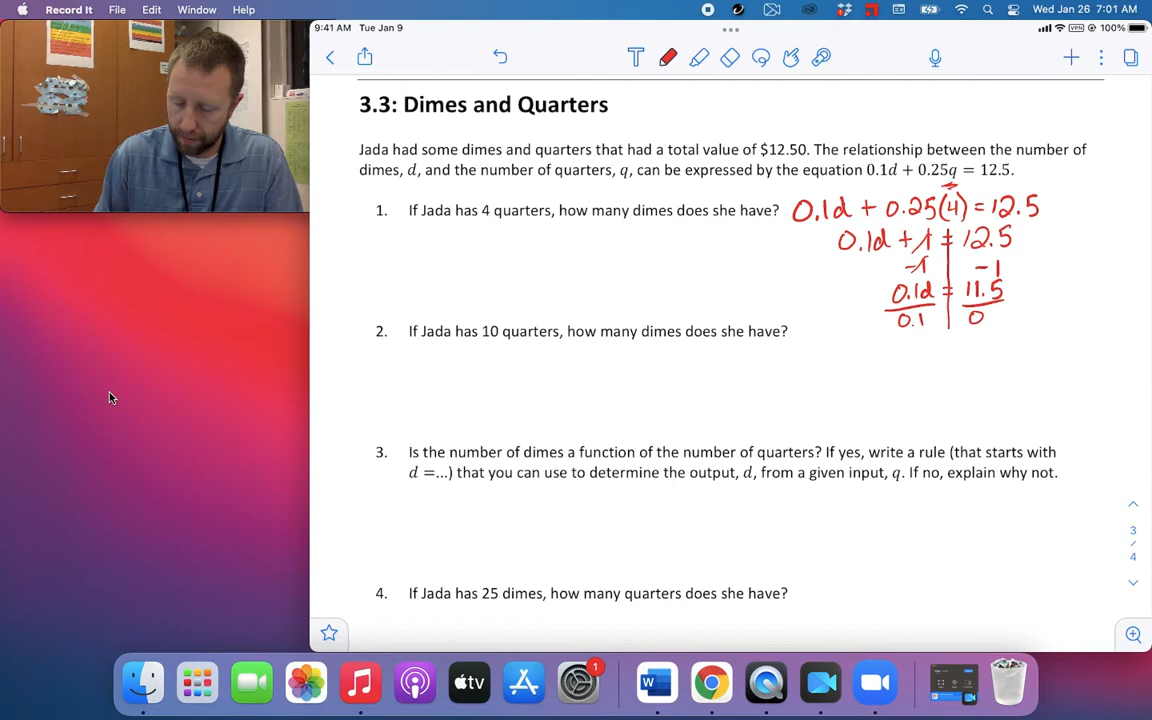 Record It File Edit Window Help
Wed Jan 26 7:01 AM
9:41 AM Tue Jan 9
VPN 100%
3.3: Dimes and Quarters
Jada had some dimes and quarters that had a total value of $12.50. The relationship between the number of
dimes, d, and the number of quarters, q, can be expressed by the equation 0.1d + 0.25q = 12.5.
1. If Jada has 4 quarters, how many dimes does she have? 0.1d + 0.25(4) = 12.5
0.1d + 1 = 12.5
-1 -1
0.1d = 11.5
0.1 0
2. If Jada has 10 quarters, how many dimes does she have?
3. Is the number of dimes a function of the number of quarters? If yes, write a rule (that starts with
d =...) that you can use to determine the output, d, from a given input, q. If no, explain why not.
3
/
4
4. If Jada has 25 dimes, how many quarters does she have?
tv
1
W